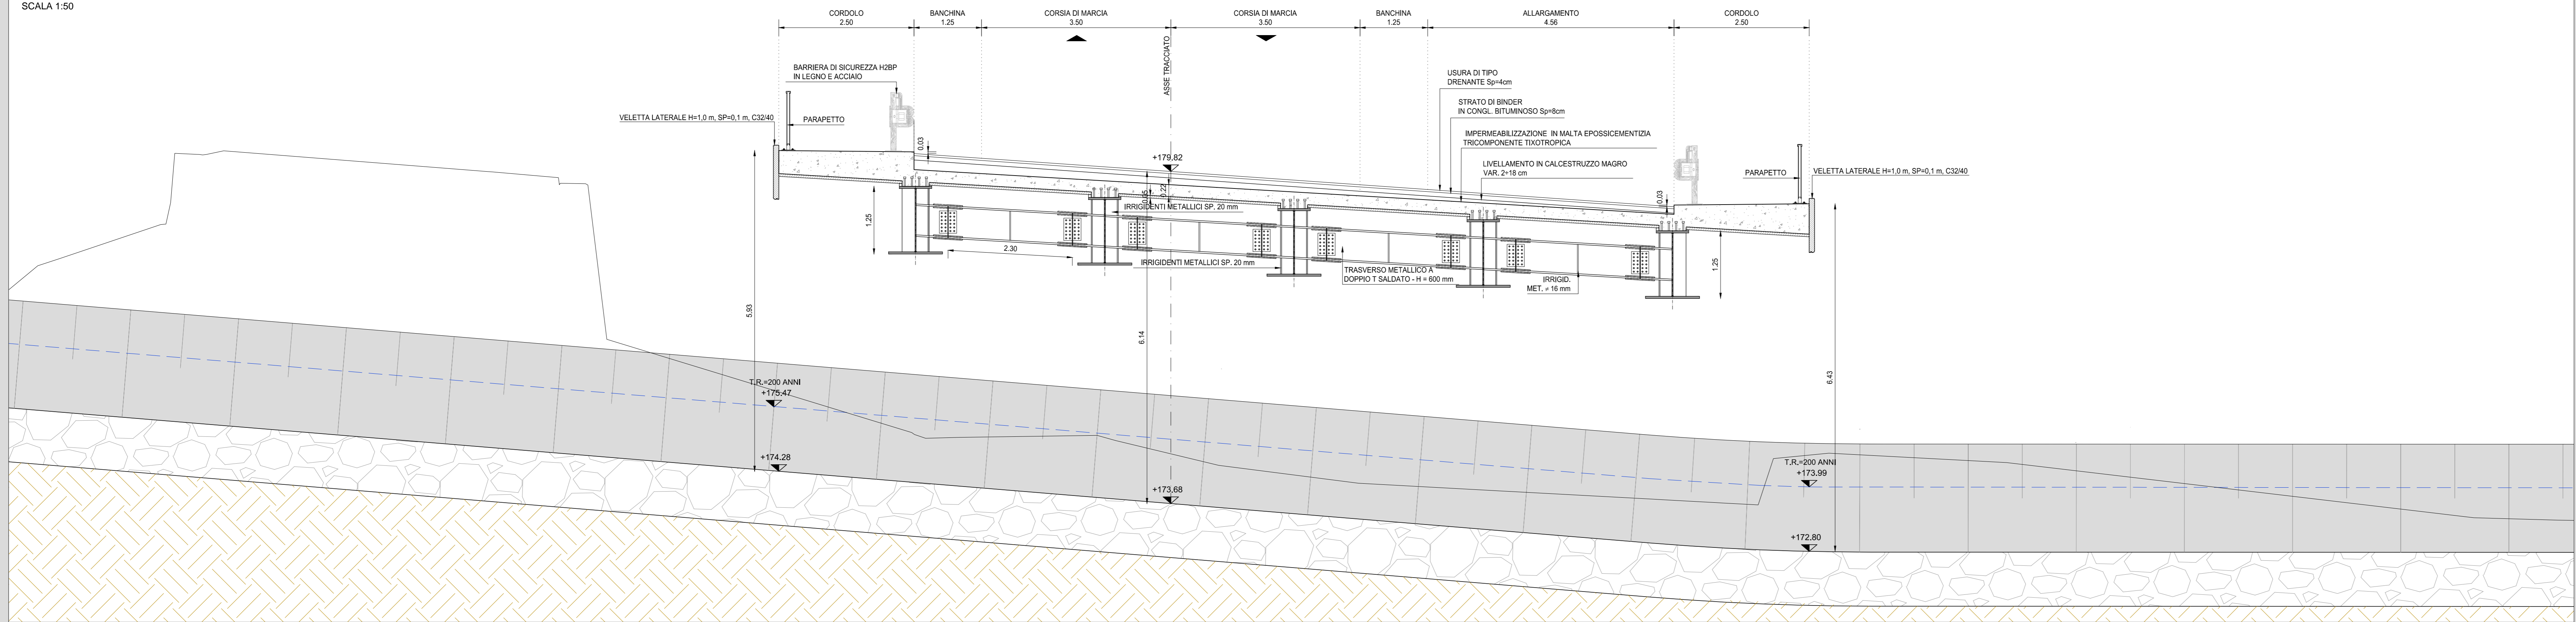 SCALA 1:50
CORDOLO
2.50
BANCHINA
1.25
CORSIA DI MARCIA
3.50
CORSIA DI MARCIA
3.50
BANCHINA
1.25
ALLARGAMENTO
4.56
CORDOLO
2.50
ASSE TRACCIATO
BARRIERA DI SICUREZZA H2BP
IN LEGNO E ACCIAIO
VELETTA LATERALE H=1,0 m, SP=0,1 m, C32/40
PARAPETTO
0.03
+179,82
USURA DI TIPO
DRENANTE Sp=4cm
STRATO DI BINDER
IN CONGL. BITUMINOSO Sp=8cm
IMPERMEABILIZZAZIONE IN MALTA EPOSSICEMENTIZIA
TRICOMPONENTE TIXOTROPICA
LIVELLAMENTO IN CALCESTRUZZO MAGRO
VAR. 2÷18 cm
0.03
PARAPETTO
VELETTA LATERALE H=1,0 m, SP=0,1 m, C32/40
0.05
0.22
IRRIGIDENTI METALLICI SP. 20 mm
1.25
2.30
IRRIGIDENTI METALLICI SP. 20 mm
TRASVERSO METALLICO A
DOPPIO T SALDATO - H = 600 mm
IRRIGID.
MET. ≠ 16 mm
1.25
5.93
6.14
6.43
T.R.=200 ANNI
+175.47
+174.28
+173,68
T.R.=200 ANNI
+173.99
+172.80